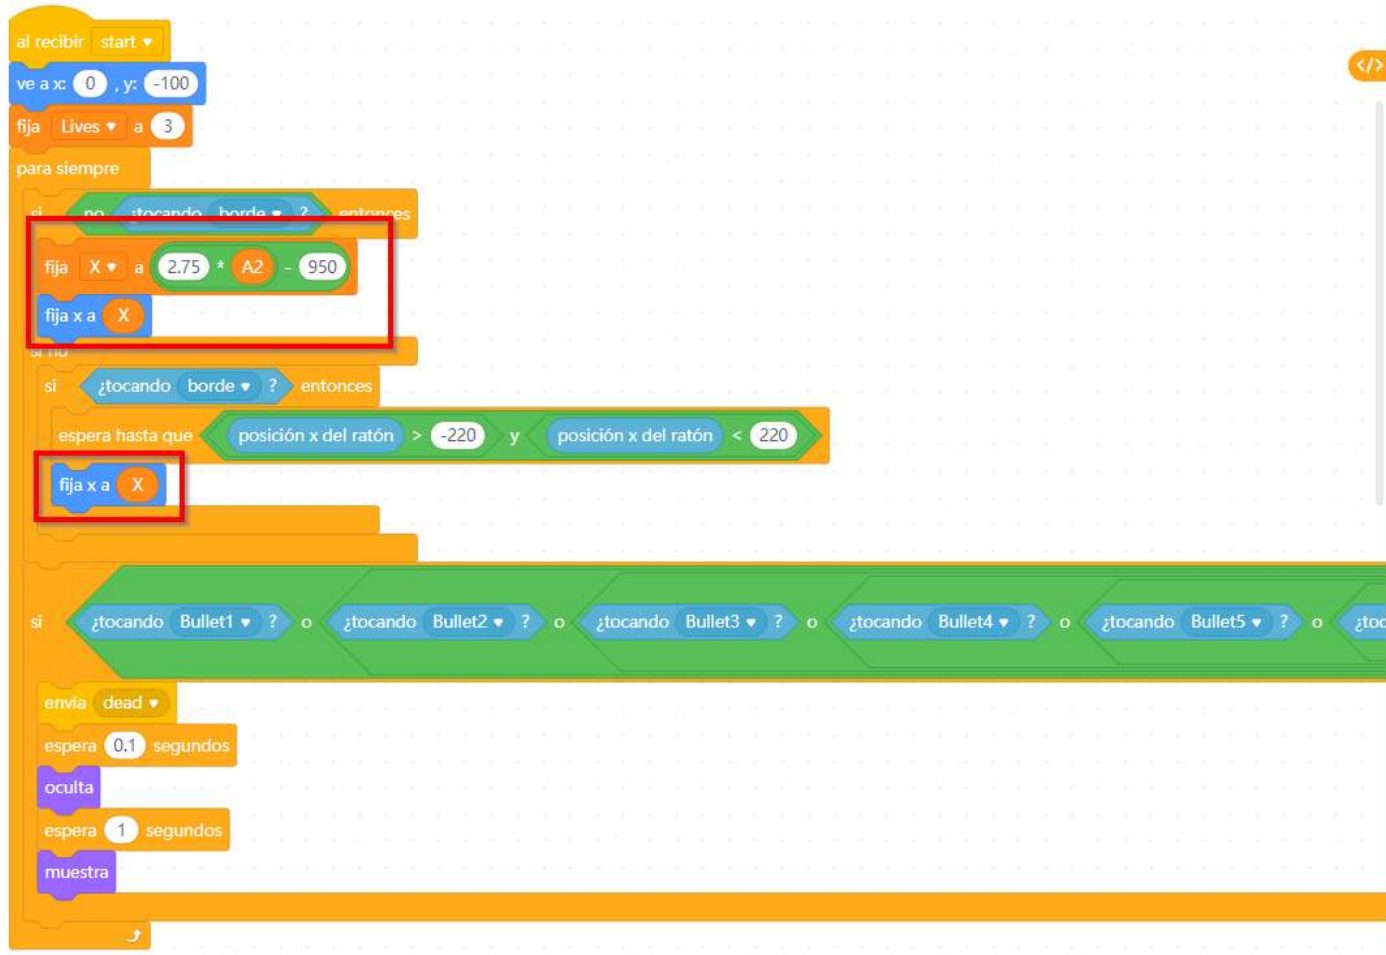 al recibir start
ve a x: 0 , y: -100
fija Lives a 3
para siempre
si no ¿tocando borde ? entonces
fija X a 2.75 * A2 - 950
fija x a X
si no
si ¿tocando borde ? entonces
espera hasta que posición x del ratón > -220 y posición x del ratón < 220
fija x a X
si ¿tocando Bullet1 ? o ¿tocando Bullet2 ? o ¿tocando Bullet3 ? o ¿tocando Bullet4 ? o ¿tocando Bullet5 ? o ¿toc
envía dead
espera 0.1 segundos
oculta
espera 1 segundos
muestra
</>